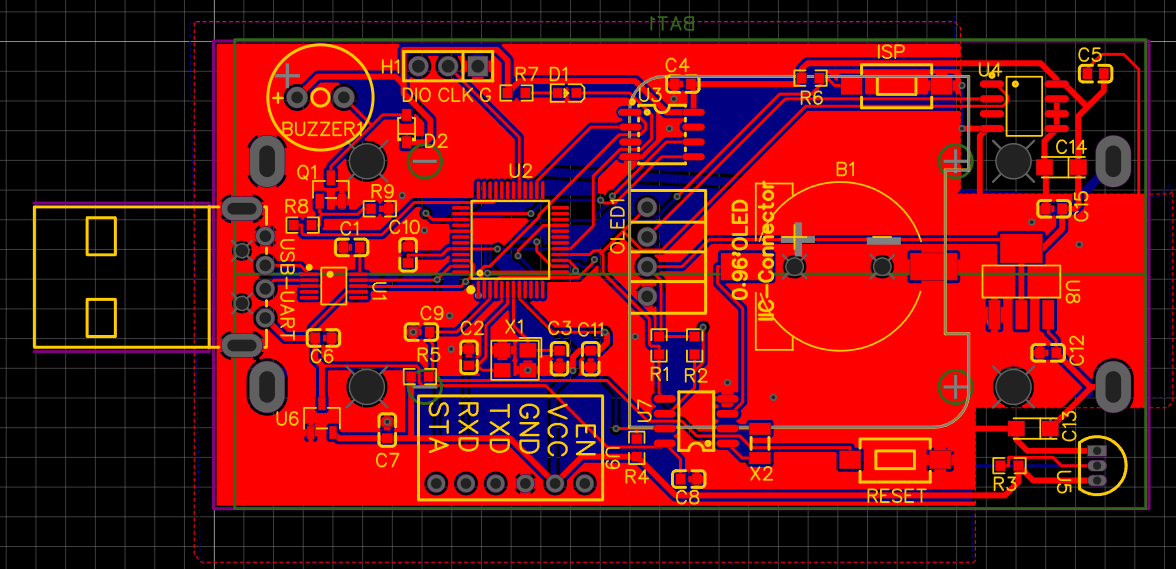 BAT1
ISP
C5
H1
R7
D1
C4
U4
R6
U3
DIO CLK G
BUZZER1
D2
C14
Q1
U2
B1
R9
R8
C15
C1
C10
OLED1
0.96'OLED
IIC-Connector
USB-UART
U1
U8
C9
C2
X1
C3
C11
C6
R5
R1
R2
C12
U6
STA
RXD
TXD
GND
VCC
EN
U7
C13
C7
U9
R4
X2
R3
U5
C8
RESET